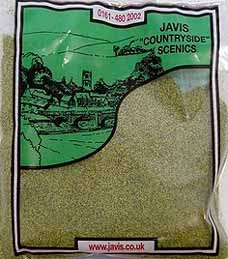 0161-480 2002
JAVIS
"COUNTRYSIDE"
SCENICS
www.javis.co.uk